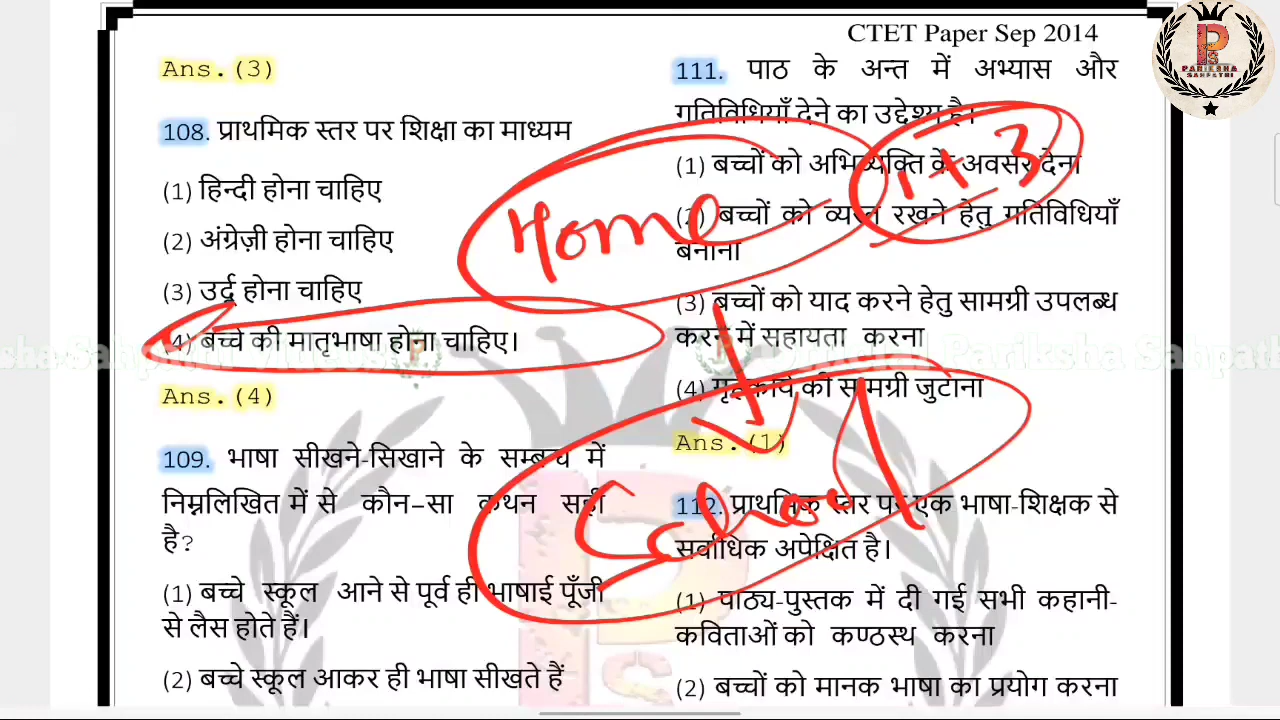 CTET Paper Sep 2014
PARIKSHA
SAHPATHI
Ans.(3)
108. प्राथमिक स्तर पर शिक्षा का माध्यम
(1) हिन्दी होना चाहिए
(2) अंग्रेज़ी होना चाहिए
(3) उर्दू होना चाहिए
(4) बच्चे की मातृभाषा होना चाहिए।
Ans.(4)
109. भाषा सीखने-सिखाने के सम्बन्ध में
निम्नलिखित में से कौन–सा कथन सही
है?
(1) बच्चे स्कूल आने से पूर्व ही भाषाई पूँजी
से लैस होते हैं।
(2) बच्चे स्कूल आकर ही भाषा सीखते हैं
111. पाठ के अन्त में अभ्यास और
गतिविधियाँ देने का उद्देश्य है।
(1) बच्चों को अभिव्यक्ति के अवसर देना
(2) बच्चों को व्यस्त रखने हेतु गतिविधियाँ
बनाना
(3) बच्चों को याद करने हेतु सामग्री उपलब्ध
करने में सहायता करना
(4) गृहकार्य की सामग्री जुटाना
Ans.(1)
112. प्राथमिक स्तर पर एक भाषा-शिक्षक से
सर्वाधिक अपेक्षित है।
(1) पाठ्य-पुस्तक में दी गई सभी कहानी-
कविताओं को कण्ठस्थ करना
(2) बच्चों को मानक भाषा का प्रयोग करना
Home
1+3
School